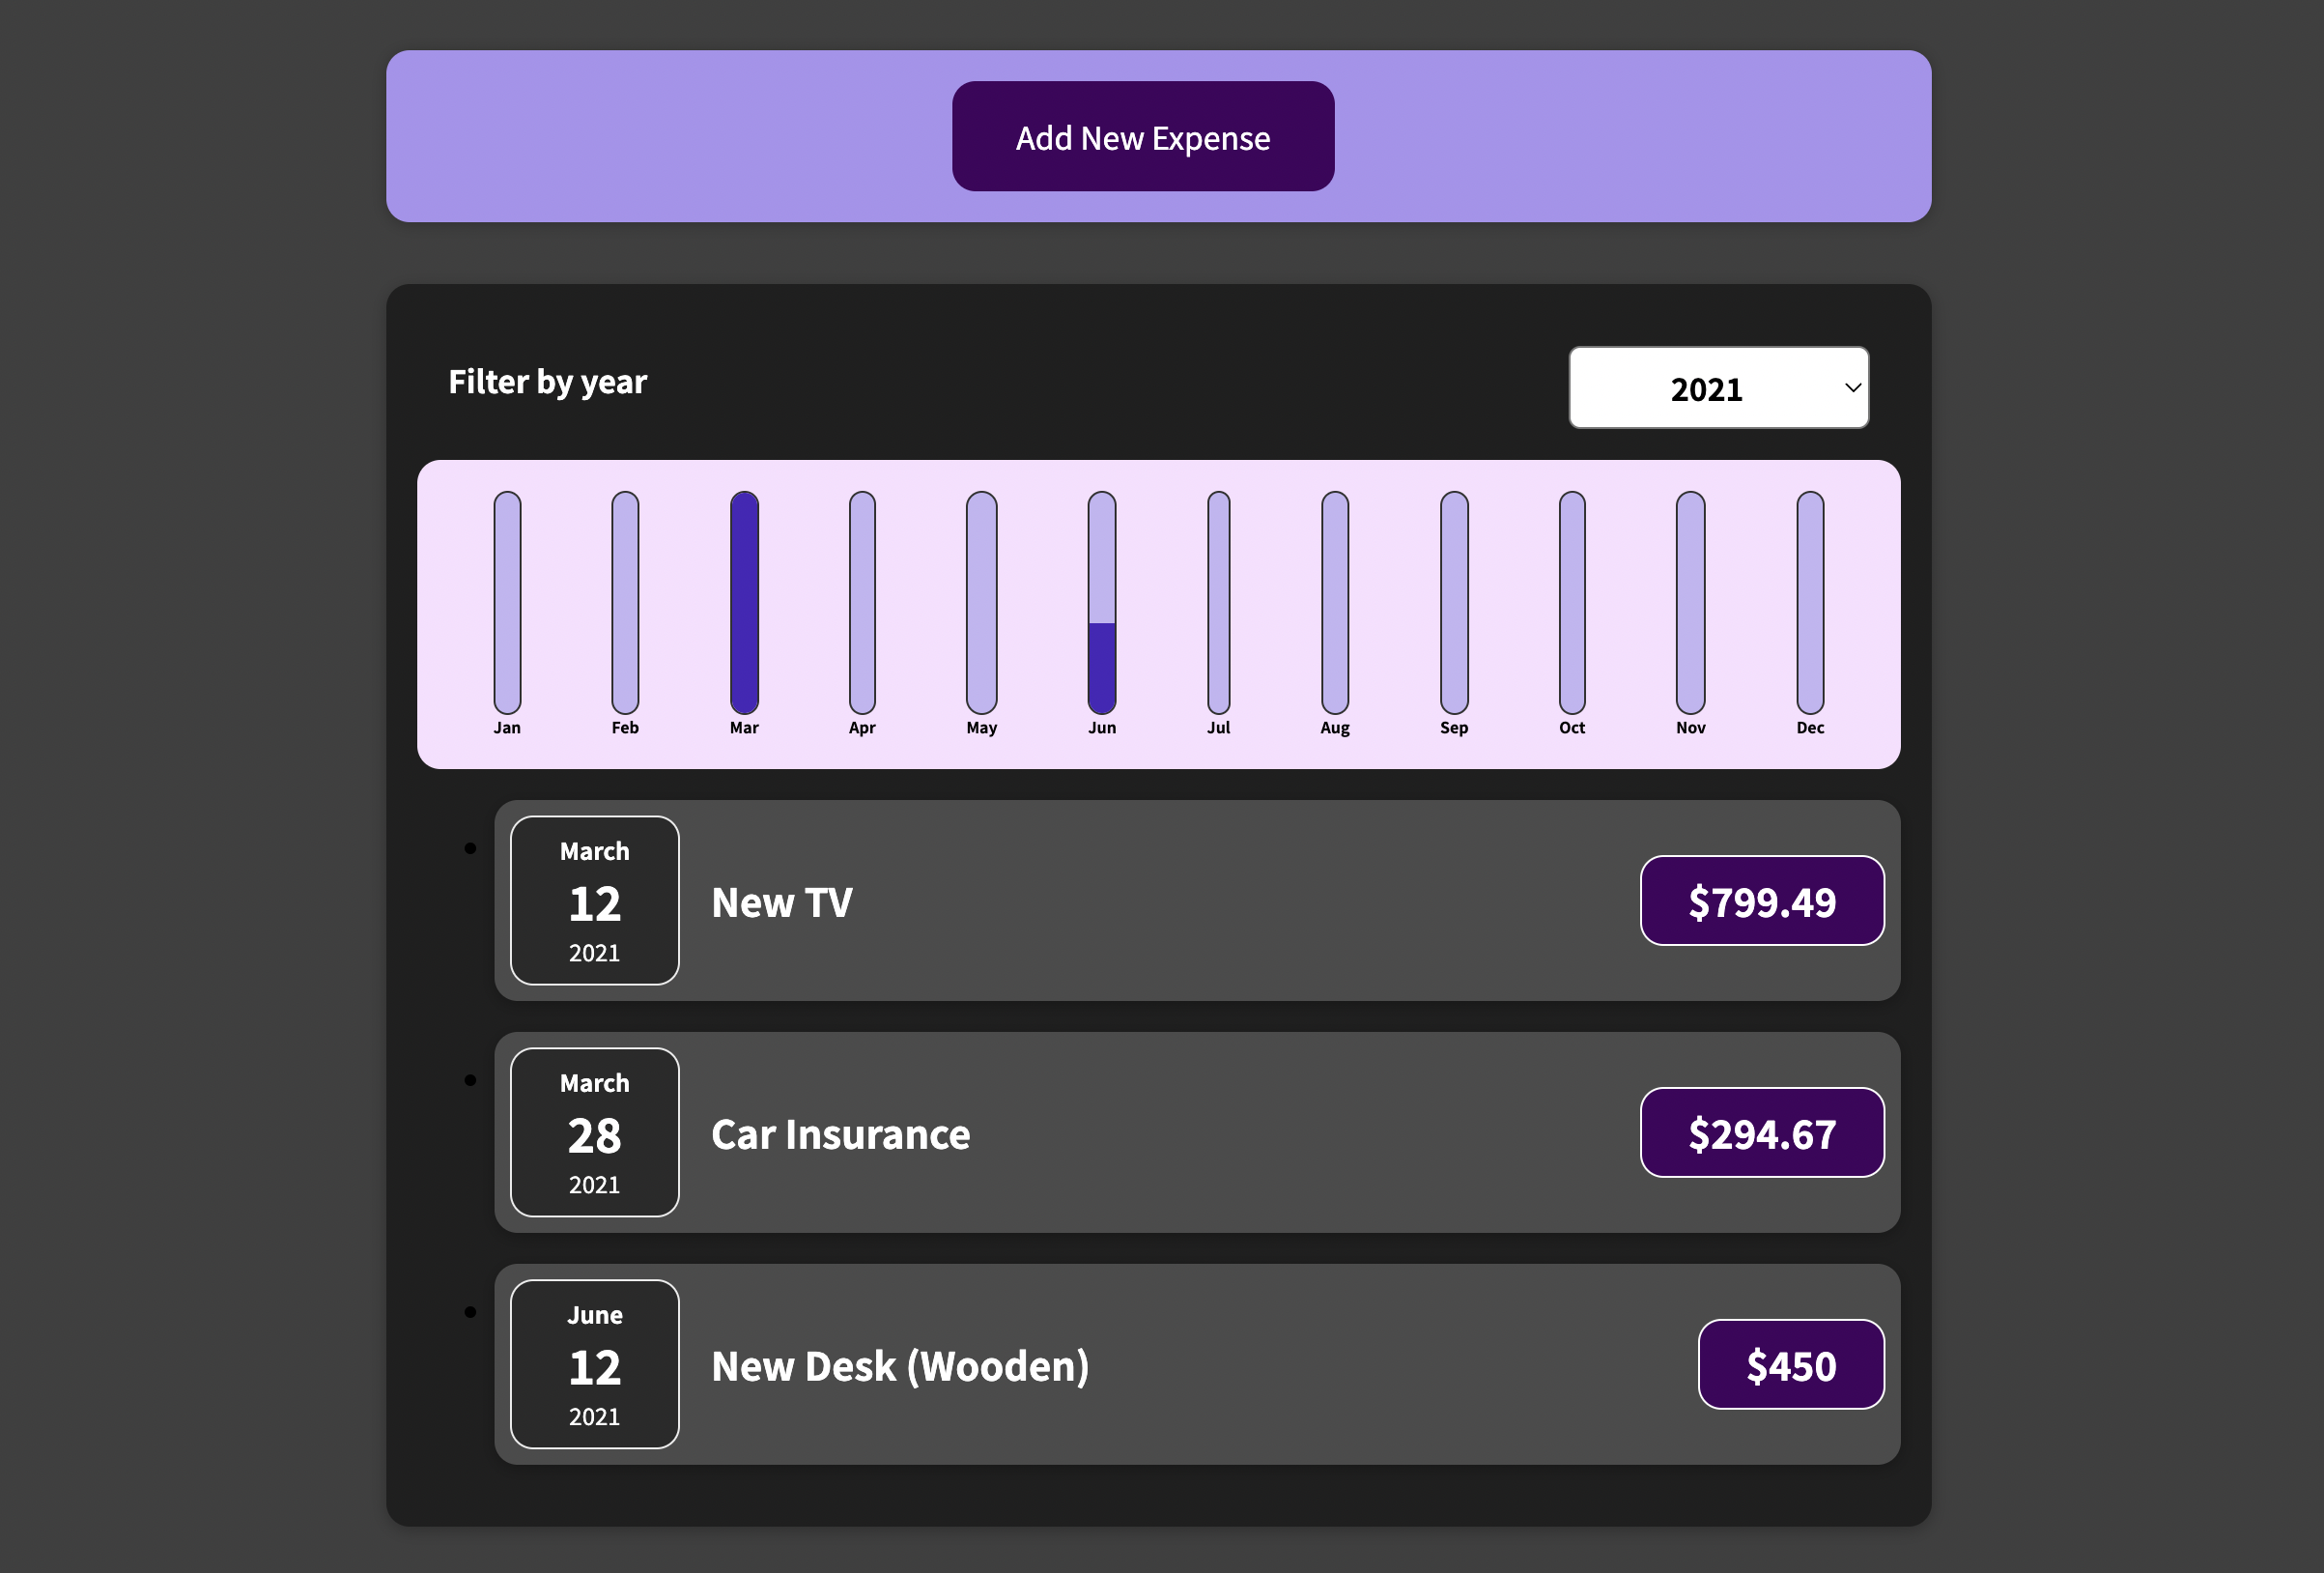 Add New Expense
Filter by year
2021
Jan Feb Mar Apr May Jun Jul Aug Sep Oct Nov Dec
March
12
2021
New TV
$799.49
March
28
2021
Car Insurance
$294.67
June
12
2021
New Desk (Wooden)
$450